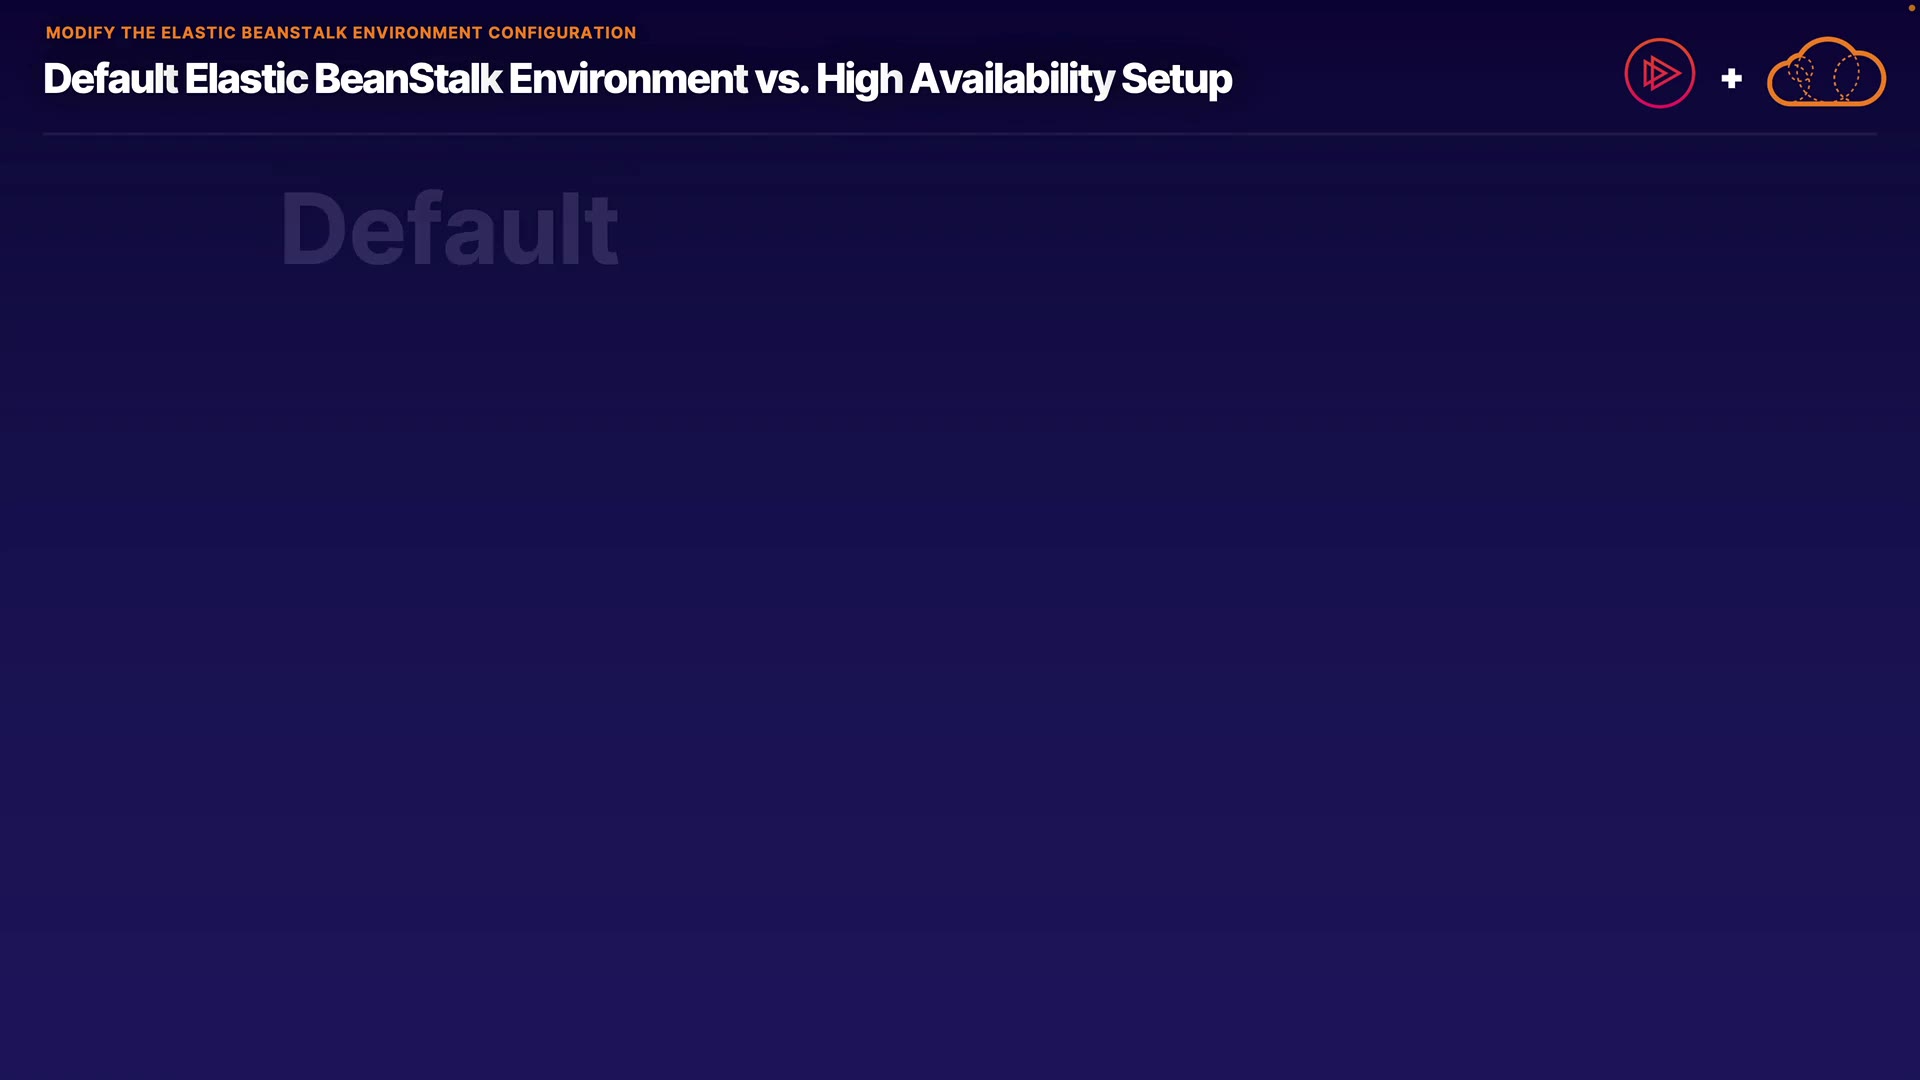 MODIFY THE ELASTIC BEANSTALK ENVIRONMENT CONFIGURATION
Default Elastic BeanStalk Environment vs. High Availability Setup
+
Default